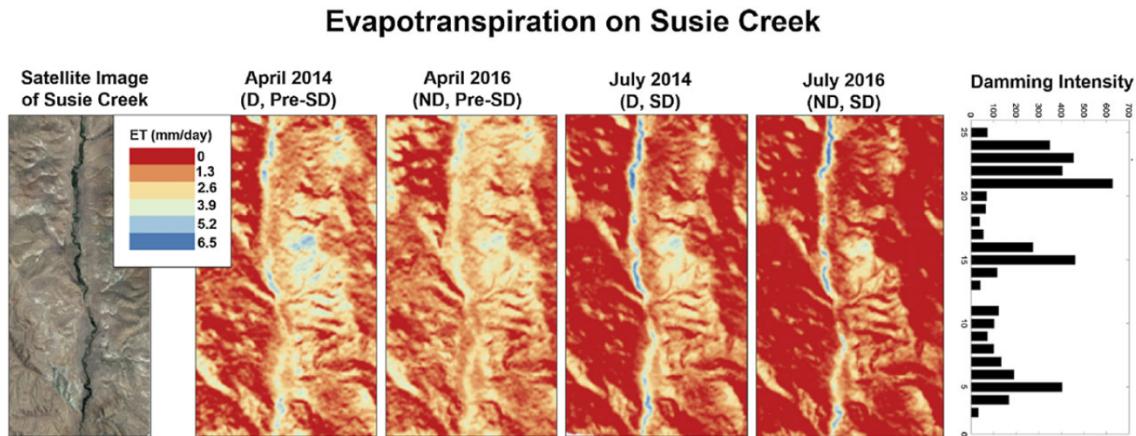 Evapotranspiration on Susie Creek
Satellite Image
of Susie Creek
April 2014
(D, Pre-SD)
April 2016
(ND, Pre-SD)
July 2014
(D, SD)
July 2016
(ND, SD)
Damming Intensity
ET (mm/day)
0
1.3
2.6
3.9
5.2
6.5
0
100
200
300
400
500
600
700
25
20
15
10
5
0